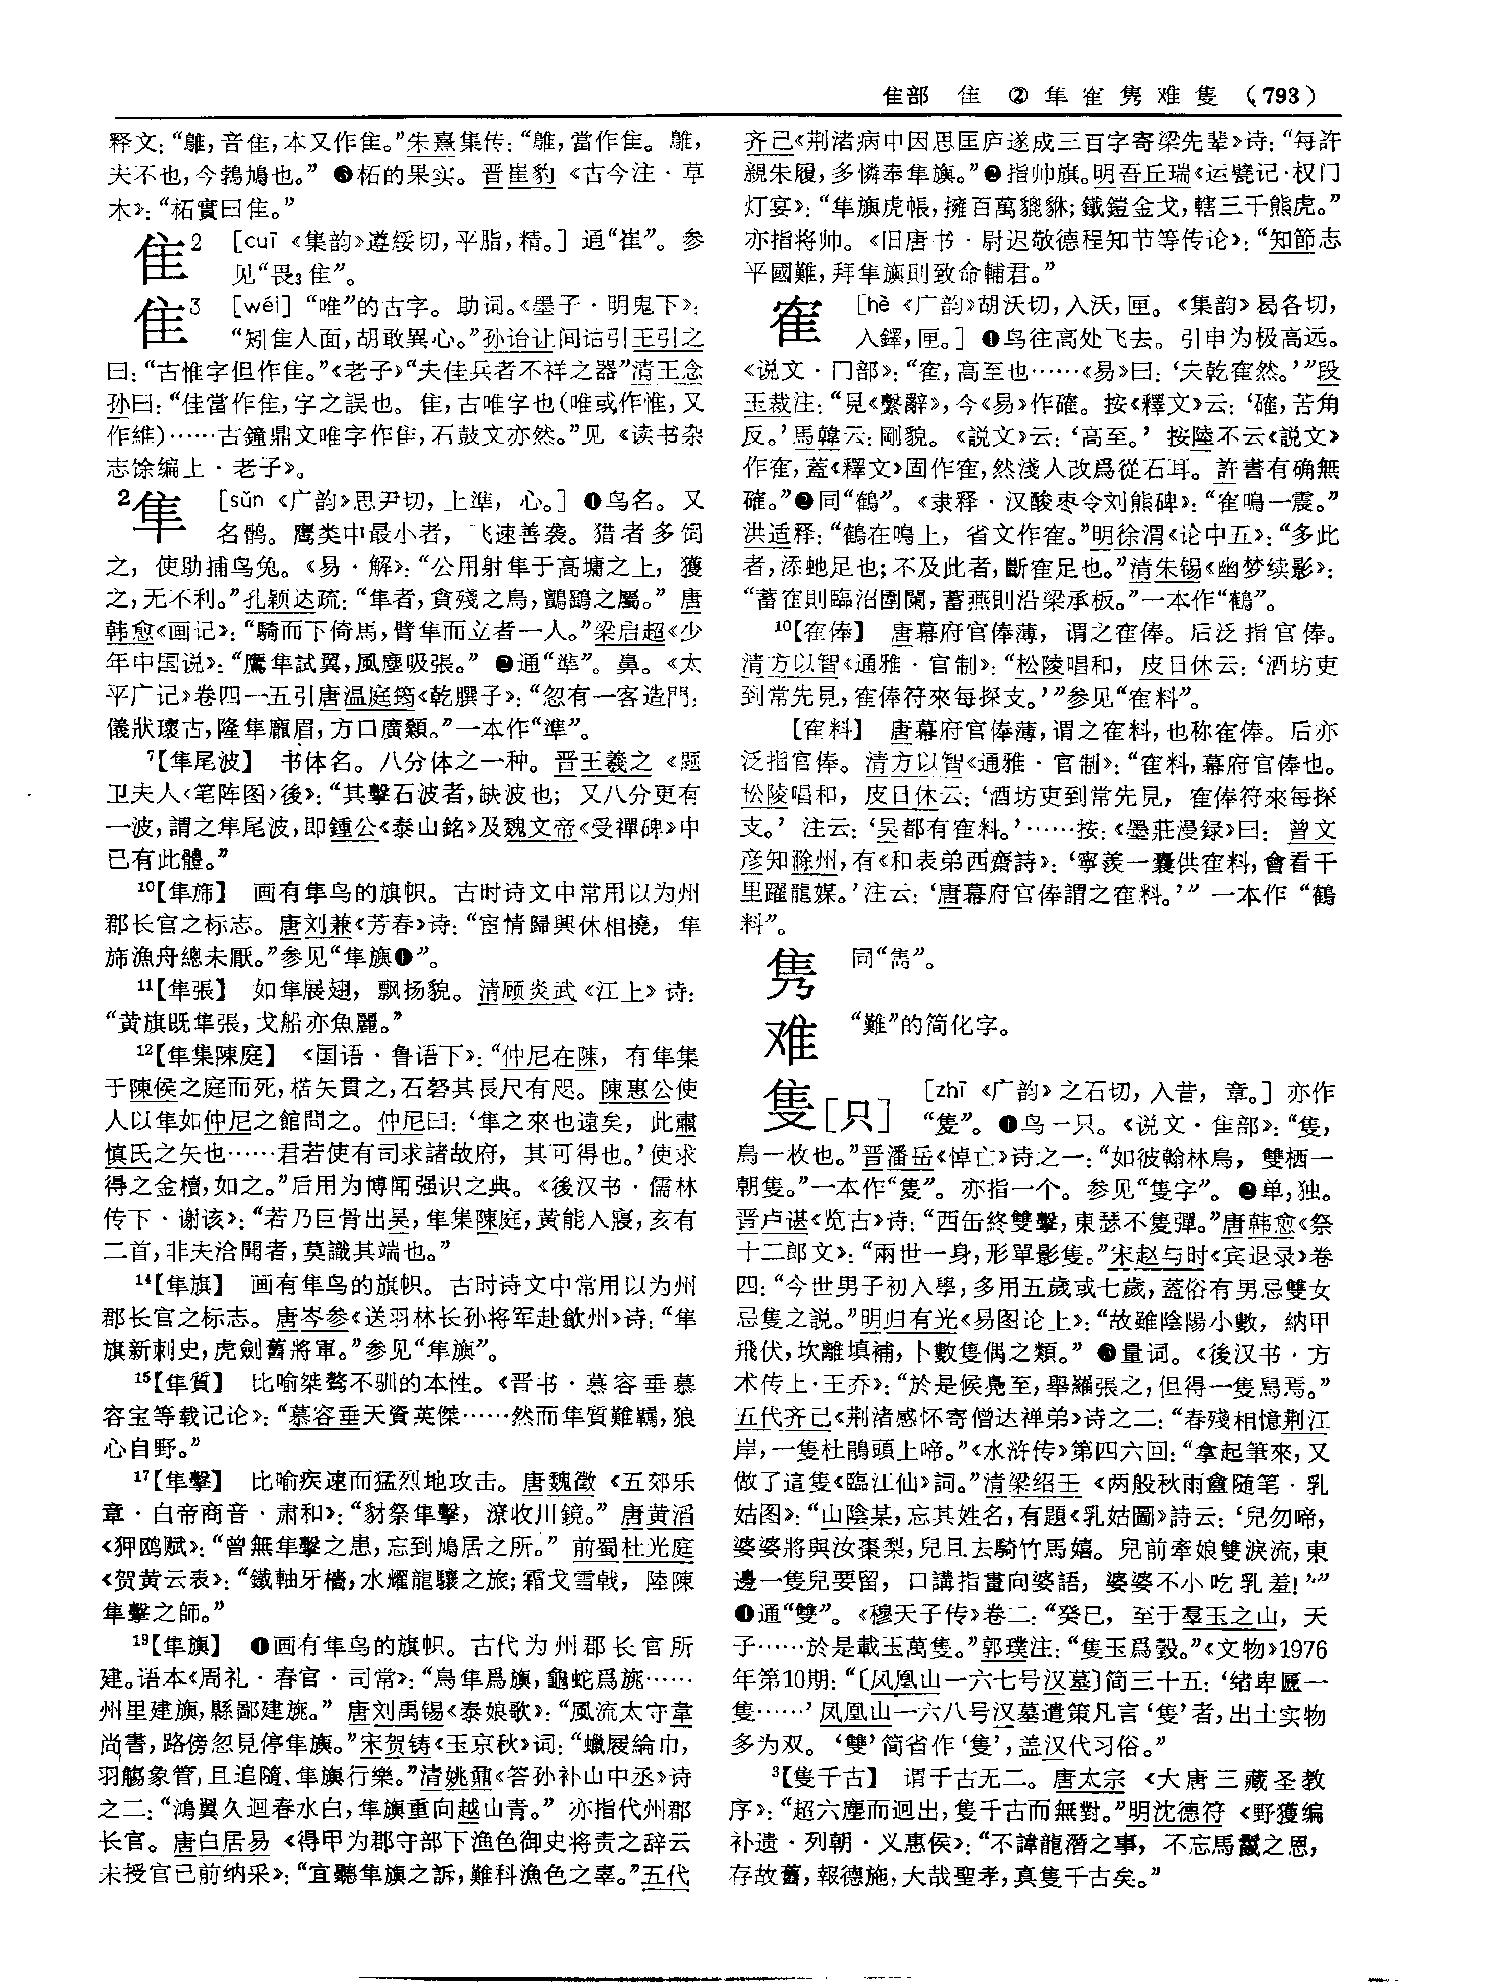 隹部 隹 ② 隼 隺 隽 难 隻 (793)
释文：“鵻，音隹，本又作隹。”朱熹集传：“鵻，當作隹。鵻，
夫不也，今鹁鳩也。” ❸柘的果实。晋崔豹《古今注·草
木》：“柘實曰隹。”
隹2 [cuī《集韵》遵绥切，平脂，精。] 通“崔”。参
见“畏3隹”。
隹3 [wéi] “唯”的古字。助词。《墨子·明鬼下》：
“矧隹人面，胡敢異心。”孙诒让间诂引王引之
曰：“古惟字但作隹。”《老子》“夫佳兵者不祥之器”清王念
孙曰：“佳當作隹，字之誤也。隹，古唯字也(唯或作惟，又
作維)……古鐘鼎文唯字作隹，石鼓文亦然。”见《读书杂
志馀编上·老子》。
2隼 [sǔn《广韵》思尹切，上準，心。] ❶鸟名。又
名鹘。鹰类中最小者，飞速善袭。猎者多饲
之，使助捕鸟兔。《易·解》：“公用射隼于高墉之上，獲
之，无不利。”孔颖达疏：“隼者，貪殘之鳥，鸇鷂之屬。” 唐
韩愈《画记》：“騎而下倚馬，臂隼而立者一人。”梁启超《少
年中国说》：“鷹隼試翼，風塵吸張。” ❷通“準”。鼻。《太
平广记》卷四一五引唐温庭筠《乾𦠆子》：“忽有一客造門：
儀狀瓌古，隆隼龐眉，方口廣顙。”一本作“準”。
7【隼尾波】 书体名。八分体之一种。晋王羲之《题
卫夫人〈笔阵图〉後》：“其擊石波者，缺波也；又八分更有
一波，謂之隼尾波，即鍾公《泰山銘》及魏文帝《受禪碑》中
已有此體。”
10【隼旆】 画有隼鸟的旗帜。古时诗文中常用以为州
郡长官之标志。唐刘兼《芳春》诗：“宦情歸興休相撓，隼
旆漁舟總未厭。”参见“隼旗❶”。
11【隼張】 如隼展翅，飘扬貌。清顾炎武《江上》诗：
“黄旗既隼張，戈船亦魚麗。”
12【隼集陳庭】 《国语·鲁语下》：“仲尼在陳，有隼集
于陳侯之庭而死，楛矢貫之，石砮其長尺有咫。陳惠公使
人以隼如仲尼之館問之。仲尼曰：‘隼之來也遠矣，此肅
慎氏之矢也……君若使有司求諸故府，其可得也。’使求
得之金櫝，如之。”后用为博闻强识之典。《後汉书·儒林
传下·谢该》：“若乃巨骨出吴，隼集陳庭，黄能入寢，亥有
二首，非夫洽聞者，莫識其端也。”
14【隼旗】 画有隼鸟的旗帜。古时诗文中常用以为州
郡长官之标志。唐岑参《送羽林长孙将军赴歙州》诗：“隼
旗新刺史，虎劍舊將軍。”参见“隼旟”。
15【隼質】 比喻桀骜不驯的本性。《晋书·慕容垂慕
容宝等载记论》：“慕容垂天資英傑……然而隼質難羈，狼
心自野。”
17【隼擊】 比喻疾速而猛烈地攻击。唐魏徵《五郊乐
章·白帝商音·肃和》：“豺祭隼擊，潦收川鏡。” 唐黄滔
《狎鸥赋》：“曾無隼擊之患，忘到鳩居之所。” 前蜀杜光庭
《贺黄云表》：“鐵軸牙檣，水耀龍驤之旅；霜戈雪戟，陸陳
隼擊之師。”
19【隼旟】 ❶画有隼鸟的旗帜。古代为州郡长官所
建。语本《周礼·春官·司常》：“鳥隼爲旟，龜蛇爲旐……
州里建旟，縣鄙建旐。” 唐刘禹锡《泰娘歌》：“風流太守韋
尚書，路傍忽見停隼旟。”宋贺铸《玉京秋》词：“蠟屐綸巾，
羽觴象管，且追隨、隼旟行樂。”清姚鼐《答孙补山中丞》诗
之二：“鴻翼久迴春水白，隼旟重向越山青。” 亦指代州郡
长官。唐白居易《得甲为郡守部下渔色御史将责之辞云
未授官已前纳采》：“宜聽隼旟之訴，難科漁色之辜。”五代
齐己《荆渚病中因思匡庐遂成三百字寄梁先辈》诗：“每許
親朱履，多憐奉隼旟。”❷指帅旗。明吾丘瑞《运甓记·权门
灯宴》：“隼旟虎帳，擁百萬貔貅；鐵鎧金戈，轄三千熊虎。”
亦指将帅。《旧唐书·尉迟敬德程知节等传论》：“知節志
平國難，拜隼旟則致命輔君。”
隺 [hè《广韵》胡沃切，入沃，匣。《集韵》曷各切，
入鐸，匣。] ❶鸟往高处飞去。引申为极高远。
《说文·冂部》：“隺，高至也……《易》曰：‘夫乾隺然。’”段
玉裁注：“見《繫辭》，今《易》作確。按《釋文》云：‘確，苦角
反。’馬韓云：剛貌。《說文》云：‘高至。’ 按陸不云《說文》
作隺，蓋《釋文》固作隺，然淺人改爲從石耳。許書有确無
確。”❷同“鶴”。《隶释·汉酸枣令刘熊碑》：“隺鳴一震。”
洪适释：“鶴在鳴上，省文作隺。”明徐渭《论中五》：“多此
者，添虵足也；不及此者，斷隺足也。”清朱锡《幽梦续影》：
“蓄隺則臨沼圍闌，蓄燕則沿梁承板。”一本作“鶴”。
10【隺俸】 唐幕府官俸薄，谓之隺俸。后泛指官俸。
清方以智《通雅·官制》：“松陵唱和，皮日休云：‘酒坊吏
到常先見，隺俸符來每探支。’”参见“隺料”。
【隺料】 唐幕府官俸薄，谓之隺料，也称隺俸。后亦
泛指官俸。清方以智《通雅·官制》：“隺料，幕府官俸也。
松陵唱和，皮日休云：‘酒坊吏到常先見，隺俸符來每探
支。’ 注云：‘吴都有隺料。’……按：《墨莊漫録》曰：曾文
彦知滁州，有《和表弟西齋詩》：‘寧羨一囊供隺料，會看千
里躍龍媒。’注云：‘唐幕府官俸謂之隺料。’” 一本作“鶴
料”。
隽 同“雋”。
难 “難”的简化字。
隻[只] [zhī《广韵》之石切，入昔，章。] 亦作
“隻”。❶鸟一只。《说文·隹部》：“隻，
鳥一枚也。”晋潘岳《悼亡》诗之一：“如彼翰林鳥，雙栖一
朝隻。”一本作“隻”。亦指一个。参见“隻字”。❷单，独。
晋卢谌《览古》诗：“西缶終雙擊，東瑟不隻彈。”唐韩愈《祭
十二郎文》：“兩世一身，形單影隻。”宋赵与时《宾退录》卷
四：“今世男子初入學，多用五歲或七歲，蓋俗有男忌雙女
忌隻之説。”明归有光《易图论上》：“故雖陰陽小數，納甲
飛伏，坎離填補，卜數隻偶之類。” ❸量词。《後汉书·方
术传上·王乔》：“於是候鳧至，舉羅張之，但得一隻舄焉。”
五代齐己《荆渚感怀寄僧达禅弟》诗之二：“春殘相憶荆江
岸，一隻杜鵑頭上啼。”《水浒传》第四六回：“拿起筆來，又
做了這隻《臨江仙》詞。”清梁绍壬《两般秋雨盦随笔·乳
姑图》：“山陰某，忘其姓名，有題《乳姑圖》詩云：‘兒勿啼，
婆婆將與汝棗梨，兒且去騎竹馬嬉。兒前牽娘雙淚流，東
邊一隻兒要留，口講指畫向婆語，婆婆不小吃乳羞！’”
❹通“雙”。《穆天子传》卷二：“癸巳，至于羣玉之山，天
子……於是載玉萬隻。”郭璞注：“隻玉爲瑴。”《文物》1976
年第10期：“〔凤凰山一六七号汉墓〕简三十五：‘绪卑匜一
隻……’凤凰山一六八号汉墓遣策凡言‘隻’者，出土实物
多为双。‘雙’简省作‘隻’，盖汉代习俗。”
3【隻千古】 谓千古无二。唐太宗《大唐三藏圣教
序》：“超六塵而迥出，隻千古而無對。”明沈德符《野獲编
补遗·列朝·义惠侯》：“不諱龍潛之事，不忘馬鬣之恩，
存故舊，報德施，大哉聖孝，真隻千古矣。”